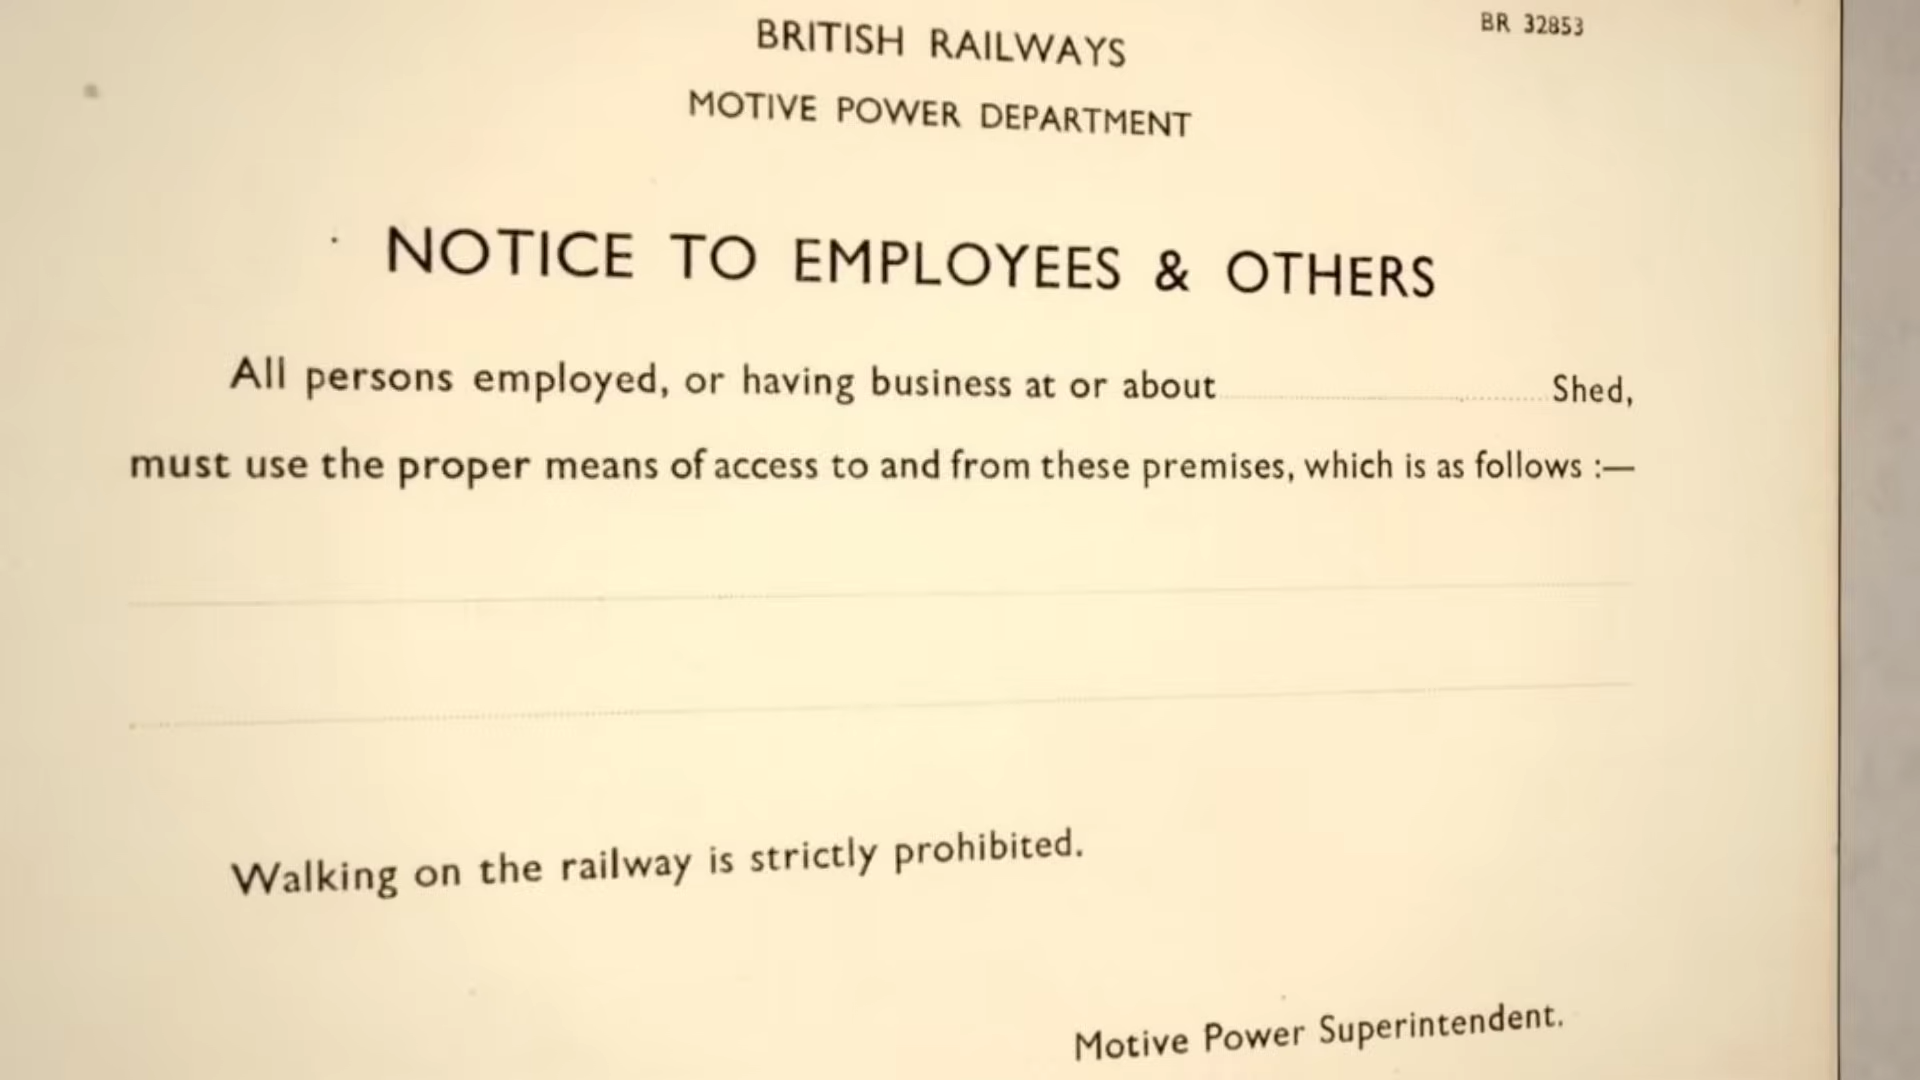 BR 32853
BRITISH RAILWAYS
MOTIVE POWER DEPARTMENT
NOTICE TO EMPLOYEES & OTHERS
All persons employed, or having business at or about.................... Shed,
must use the proper means of access to and from these premises, which is as follows :—
Walking on the railway is strictly prohibited.
Motive Power Superintendent.